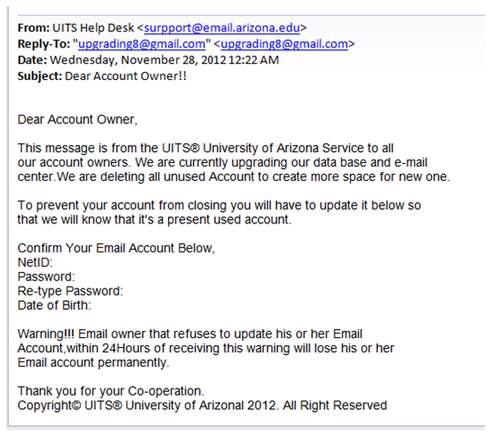 From: UITS Help Desk <surpport@email.arizona.edu>
Reply-To: "upgrading8@gmail.com" <upgrading8@gmail.com>
Date: Wednesday, November 28, 2012 12:22 AM
Subject: Dear Account Owner!!
Dear Account Owner,
This message is from the UITS® University of Arizona Service to all
our account owners. We are currently upgrading our data base and e-mail
center.We are deleting all unused Account to create more space for new one.
To prevent your account from closing you will have to update it below so
that we will know that it's a present used account.
Confirm Your Email Account Below,
NetID:
Password:
Re-type Password:
Date of Birth:
Warning!!! Email owner that refuses to update his or her Email
Account,within 24Hours of receiving this warning will lose his or her
Email account permanently.
Thank you for your Co-operation.
Copyright© UITS® University of Arizonal 2012. All Right Reserved